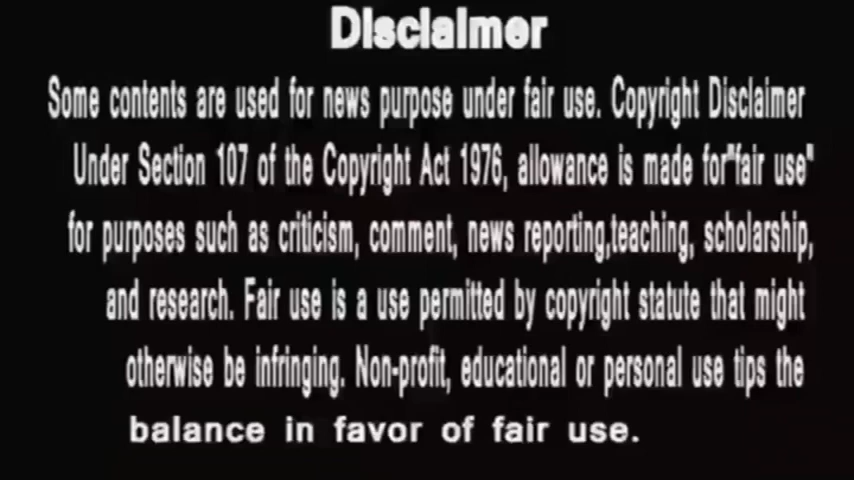 Disclaimer
Some contents are used for news purpose under fair use. Copyright Disclaimer
Under Section 107 of the Copyright Act 1976, allowance is made for"fair use"
for purposes such as criticism, comment, news reporting,teaching, scholarship,
and research. Fair use is a use permitted by copyright statute that might
otherwise be infringing. Non-profit, educational or personal use tips the
balance in favor of fair use.